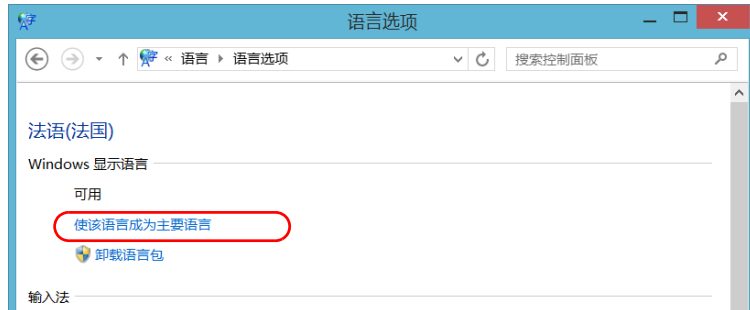 语言选项
« 语言 ▸ 语言选项
搜索控制面板
法语(法国)
Windows 显示语言
可用
使该语言成为主要语言
卸载语言包
输入法